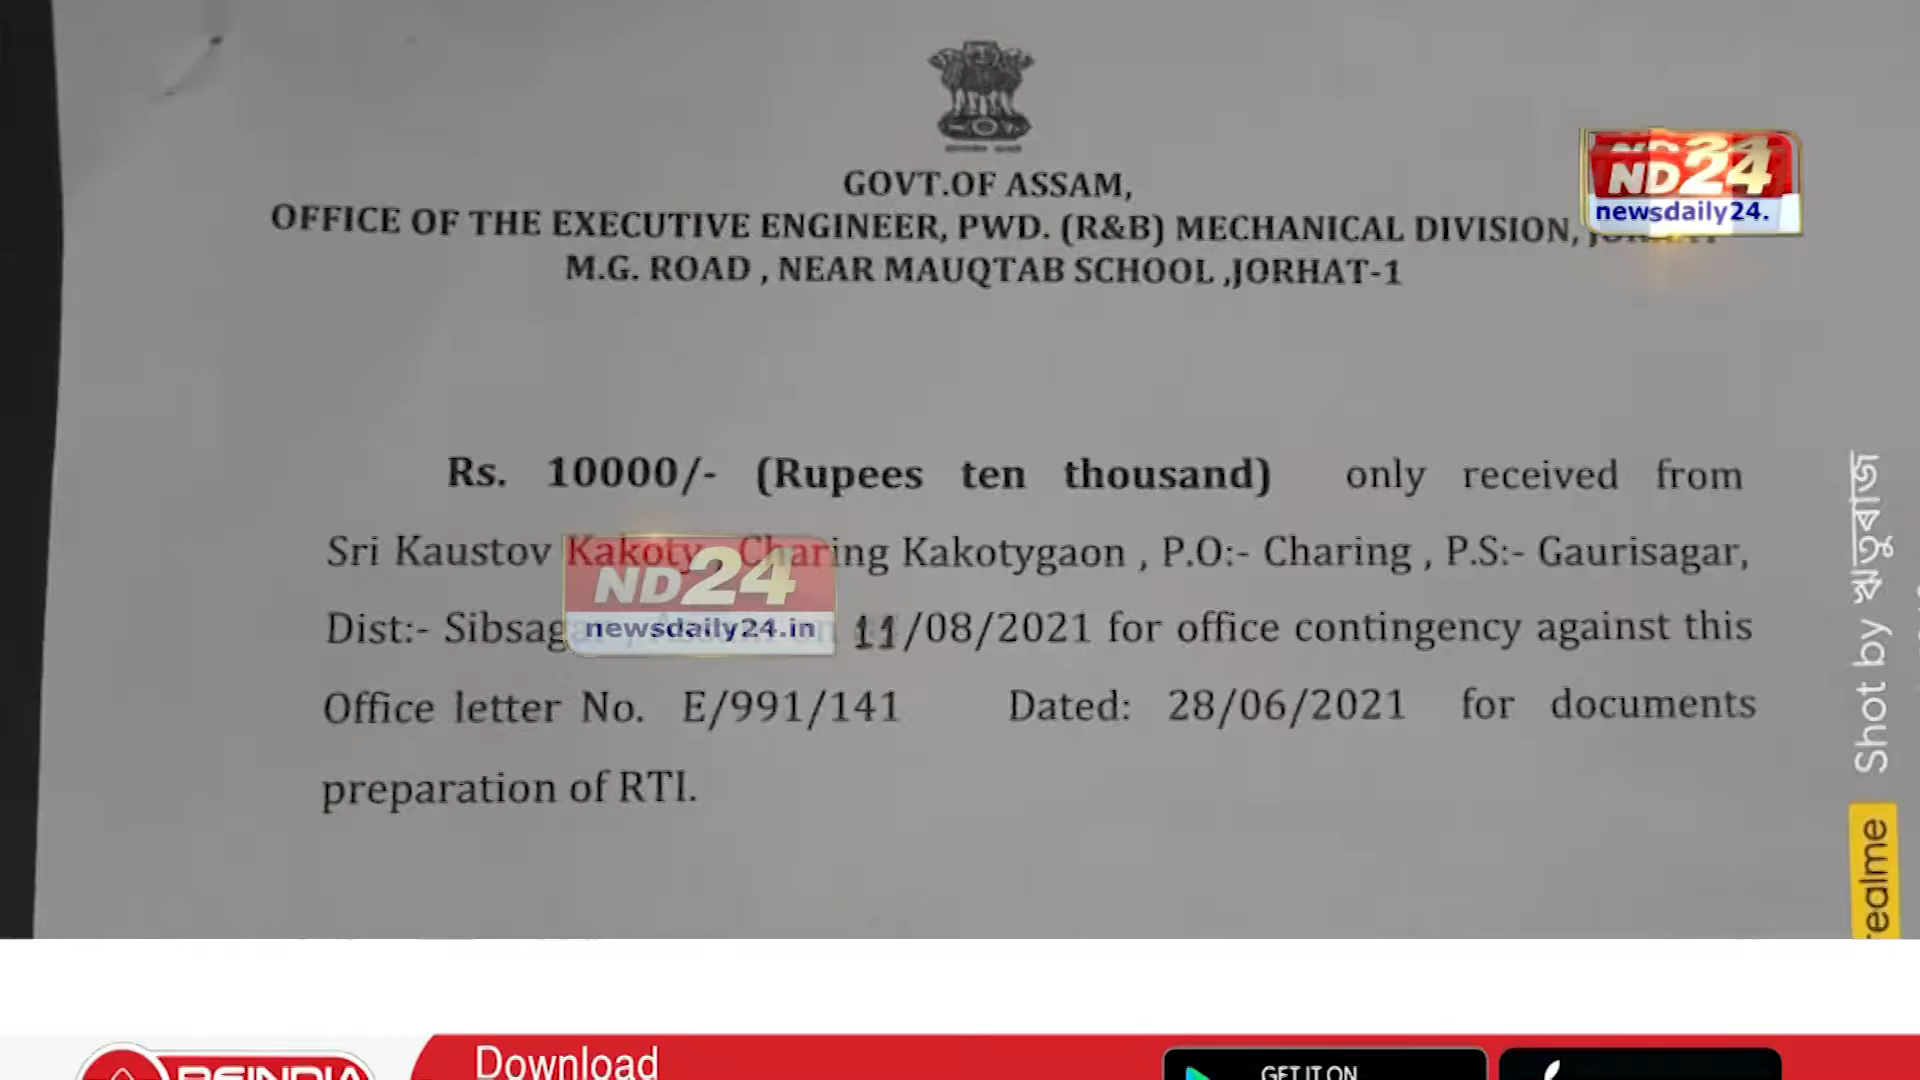 GOVT.OF ASSAM,
OFFICE OF THE EXECUTIVE ENGINEER, PWD. (R&B) MECHANICAL DIVISION,
M.G. ROAD , NEAR MAUQTAB SCHOOL ,JORHAT-1
ND24
newsdaily24.
Rs. 10000/- (Rupees ten thousand) only received from
Sri Kaustov Kakoty , Charing Kakotygaon , P.O:- Charing , P.S:- Gaurisagar,
Dist:- 11/08/2021 for office contingency against this
Office letter No. E/991/141 Dated: 28/06/2021 for documents
preparation of RTI.
ND24
newsdaily24.in
Shot by ঋতুৰাজ
realme
Download
GET IT ON